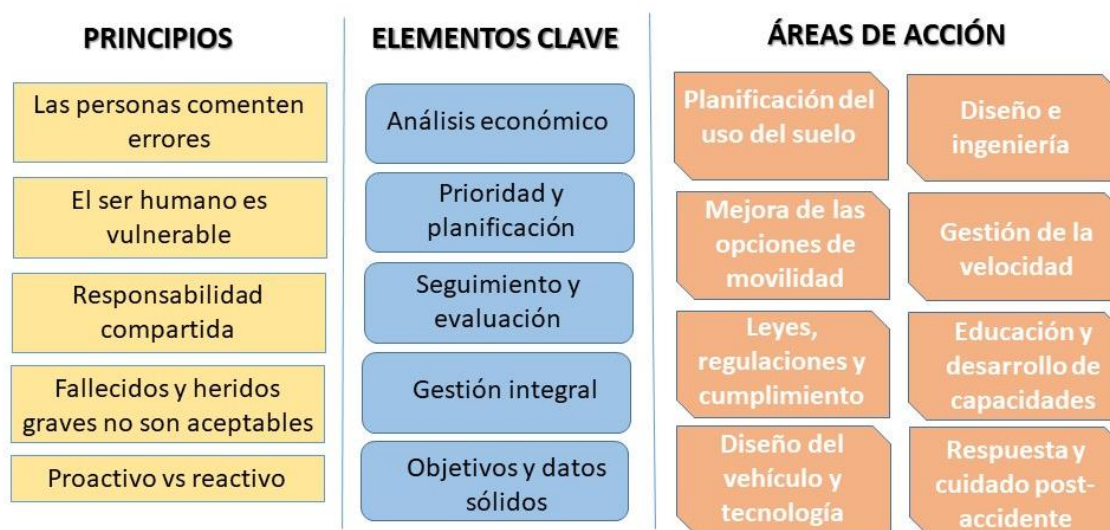 PRINCIPIOS
Las personas comenten
errores
El ser humano es
vulnerable
Responsabilidad
compartida
Fallecidos y heridos
graves no son aceptables
Proactivo vs reactivo
ELEMENTOS CLAVE
Análisis económico
Prioridad y
planificación
Seguimiento y
evaluación
Gestión integral
Objetivos y datos
sólidos
ÁREAS DE ACCIÓN
Planificación del
uso del suelo
Diseño e
ingeniería
Mejora de las
opciones de
movilidad
Gestión de la
velocidad
Leyes,
regulaciones y
cumplimiento
Educación y
desarrollo de
capacidades
Diseño del
vehículo y
tecnología
Respuesta y
cuidado post-
accidente